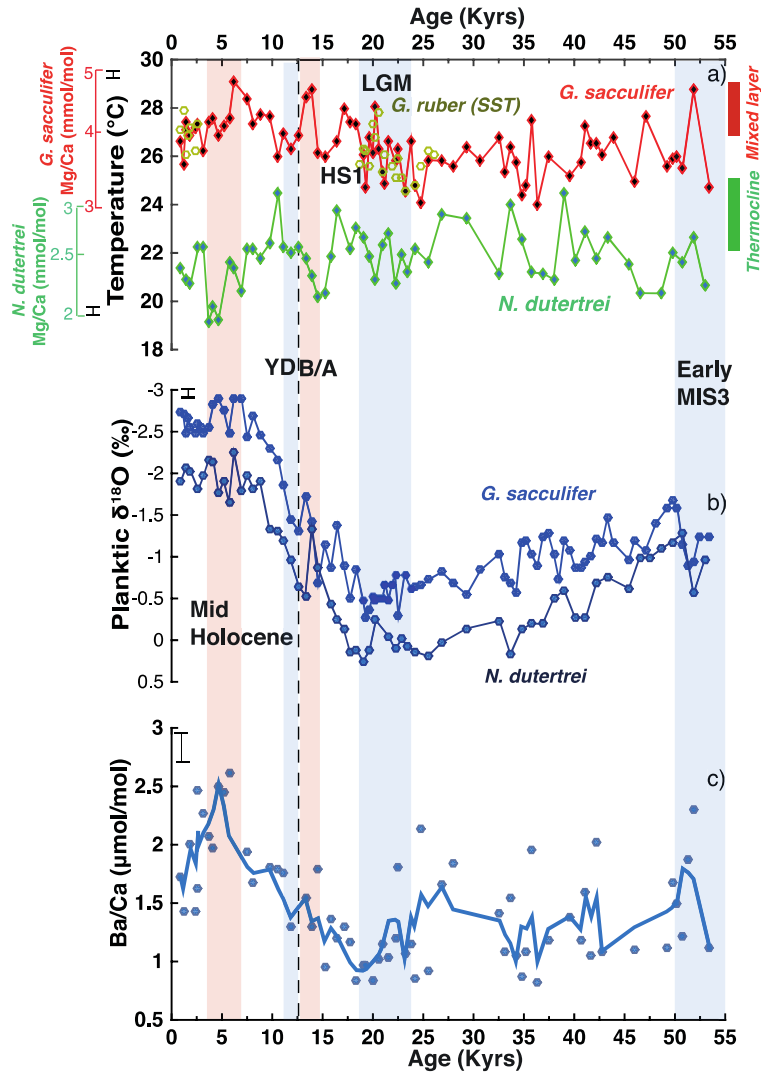 Age (Kyrs)
0 5 10 15 20 25 30 35 40 45 50 55
a)
G. sacculifer
Mg/Ca (mmol/mol)
5
4
3
N. dutertrei
Mg/Ca (mmol/mol)
3
2.5
2
Temperature (°C)
30
28
26
24
22
20
18
LGM
G. ruber (SST)
G. sacculifer
HS1
N. dutertrei
Mixed layer
Thermocline
YD B/A
Early
MIS3
b)
Planktic δ18O (‰)
-3
-2.5
-2
-1.5
-1
-0.5
0
0.5
G. sacculifer
Mid
Holocene
N. dutertrei
c)
Ba/Ca (μmol/mol)
3
2.5
2
1.5
1
0.5
0 5 10 15 20 25 30 35 40 45 50 55
Age (Kyrs)